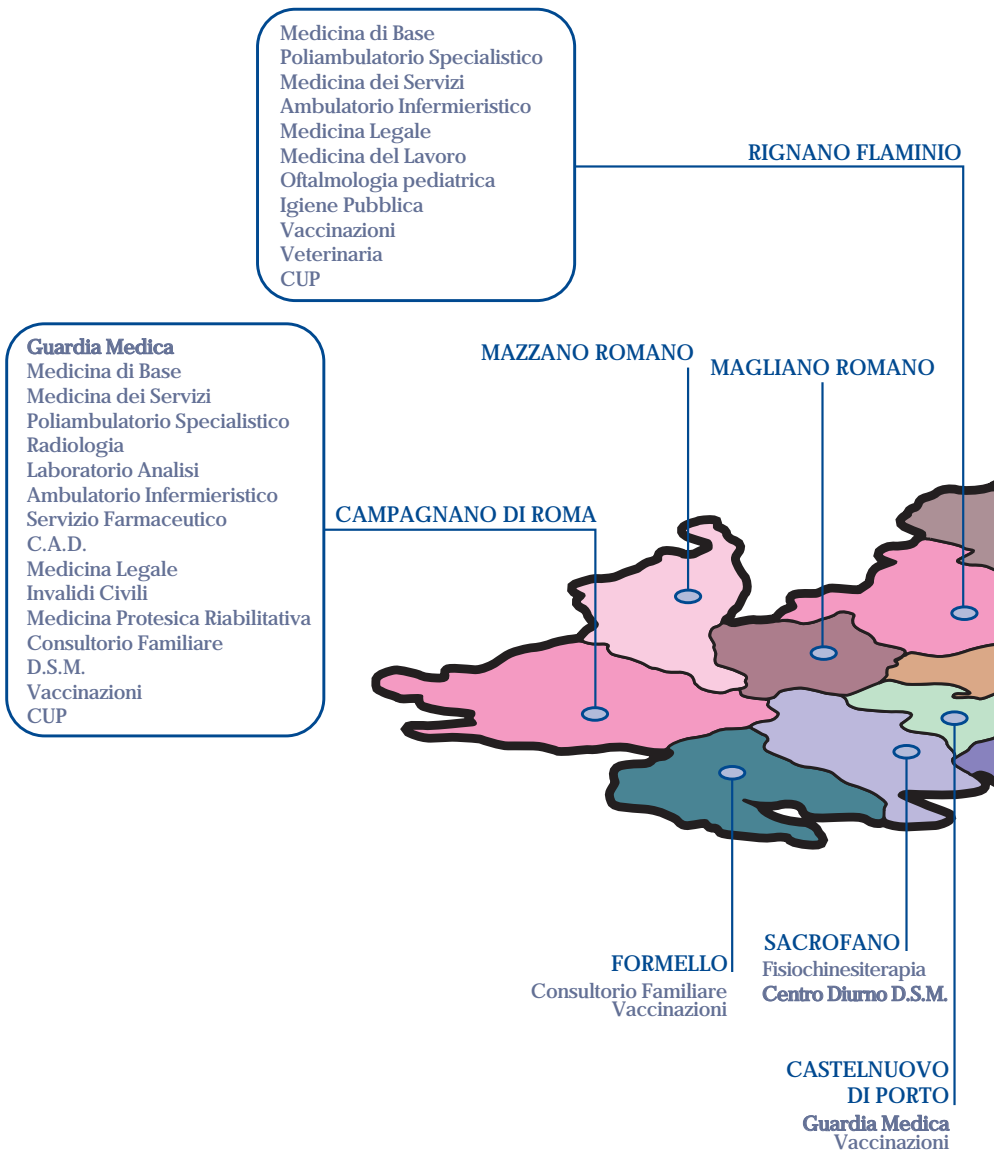 Medicina di Base
Poliambulatorio Specialistico
Medicina dei Servizi
Ambulatorio Infermieristico
Medicina Legale
Medicina del Lavoro
Oftalmologia pediatrica
Igiene Pubblica
Vaccinazioni
Veterinaria
CUP
RIGNANO FLAMINIO
Guardia Medica
Medicina di Base
Medicina dei Servizi
Poliambulatorio Specialistico
Radiologia
Laboratorio Analisi
Ambulatorio Infermieristico
Servizio Farmaceutico
C.A.D.
Medicina Legale
Invalidi Civili
Medicina Protesica Riabilitativa
Consultorio Familiare
D.S.M.
Vaccinazioni
CUP
MAZZANO ROMANO
MAGLIANO ROMANO
CAMPAGNANO DI ROMA
FORMELLO
Consultorio Familiare
Vaccinazioni
SACROFANO
Fisiochinesiterapia
Centro Diurno D.S.M.
CASTELNUOVO
DI PORTO
Guardia Medica
Vaccinazioni